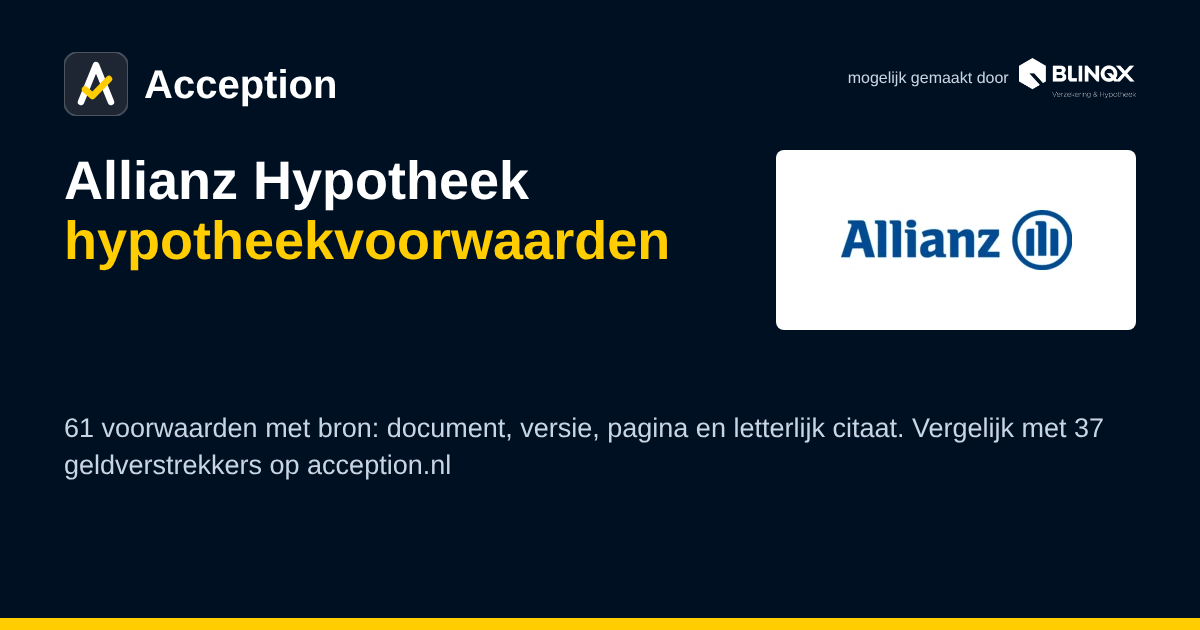 Acception
mogelijk gemaakt door
BLINQX
Verzekering & Hypotheek
Allianz Hypotheek
hypotheekvoorwaarden
Allianz
61 voorwaarden met bron: document, versie, pagina en letterlijk citaat. Vergelijk met 37
geldverstrekkers op acception.nl